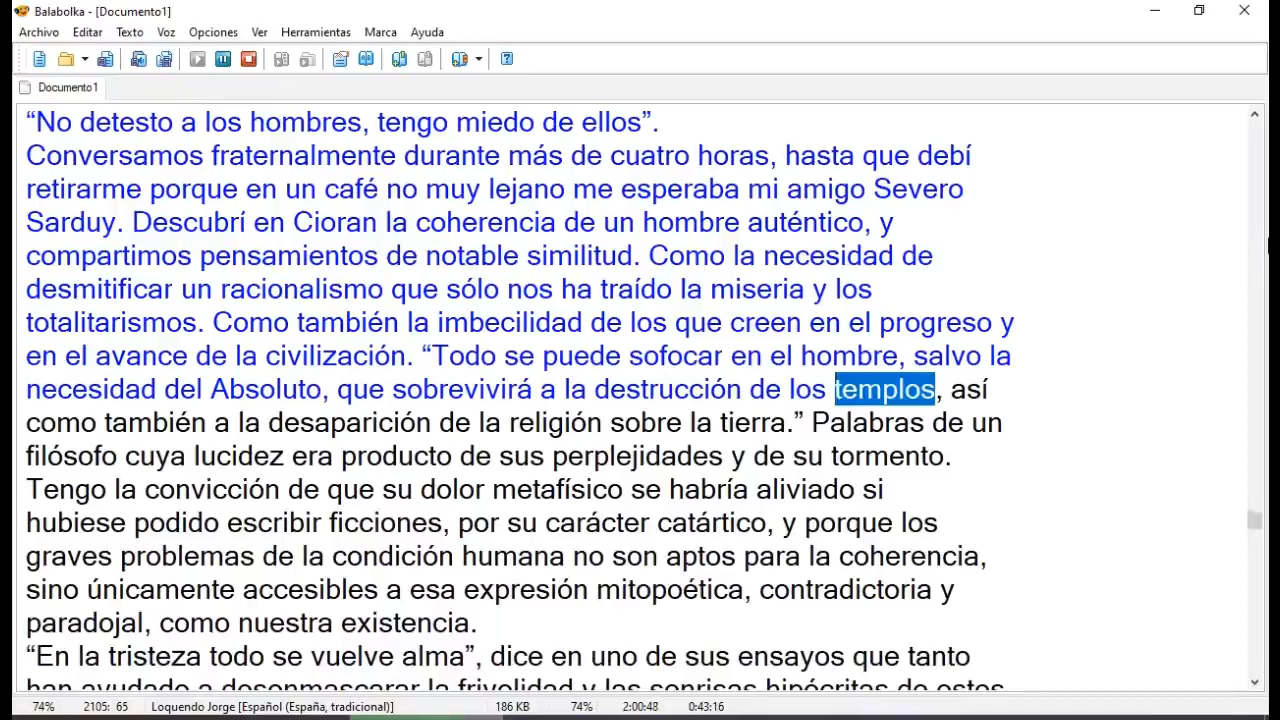 Balabolka - [Documento1]
Archivo Editar Texto Voz Opciones Ver Herramientas Marca Ayuda
Documento1
“No detesto a los hombres, tengo miedo de ellos”.
Conversamos fraternalmente durante más de cuatro horas, hasta que debí
retirarme porque en un café no muy lejano me esperaba mi amigo Severo
Sarduy. Descubrí en Cioran la coherencia de un hombre auténtico, y
compartimos pensamientos de notable similitud. Como la necesidad de
desmitificar un racionalismo que sólo nos ha traído la miseria y los
totalitarismos. Como también la imbecilidad de los que creen en el progreso y
en el avance de la civilización. “Todo se puede sofocar en el hombre, salvo la
necesidad del Absoluto, que sobrevivirá a la destrucción de los templos, así
como también a la desaparición de la religión sobre la tierra.” Palabras de un
filósofo cuya lucidez era producto de sus perplejidades y de su tormento.
Tengo la convicción de que su dolor metafísico se habría aliviado si
hubiese podido escribir ficciones, por su carácter catártico, y porque los
graves problemas de la condición humana no son aptos para la coherencia,
sino únicamente accesibles a esa expresión mitopoética, contradictoria y
paradojal, como nuestra existencia.
“En la tristeza todo se vuelve alma”, dice en uno de sus ensayos que tanto
han ayudado a desenmascarar la frivolidad y las sonrisas hipócritas de estos
74% 2105: 65 Loquendo Jorge [Español (España, tradicional)] 186 KB 74% 2:00:48 0:43:16